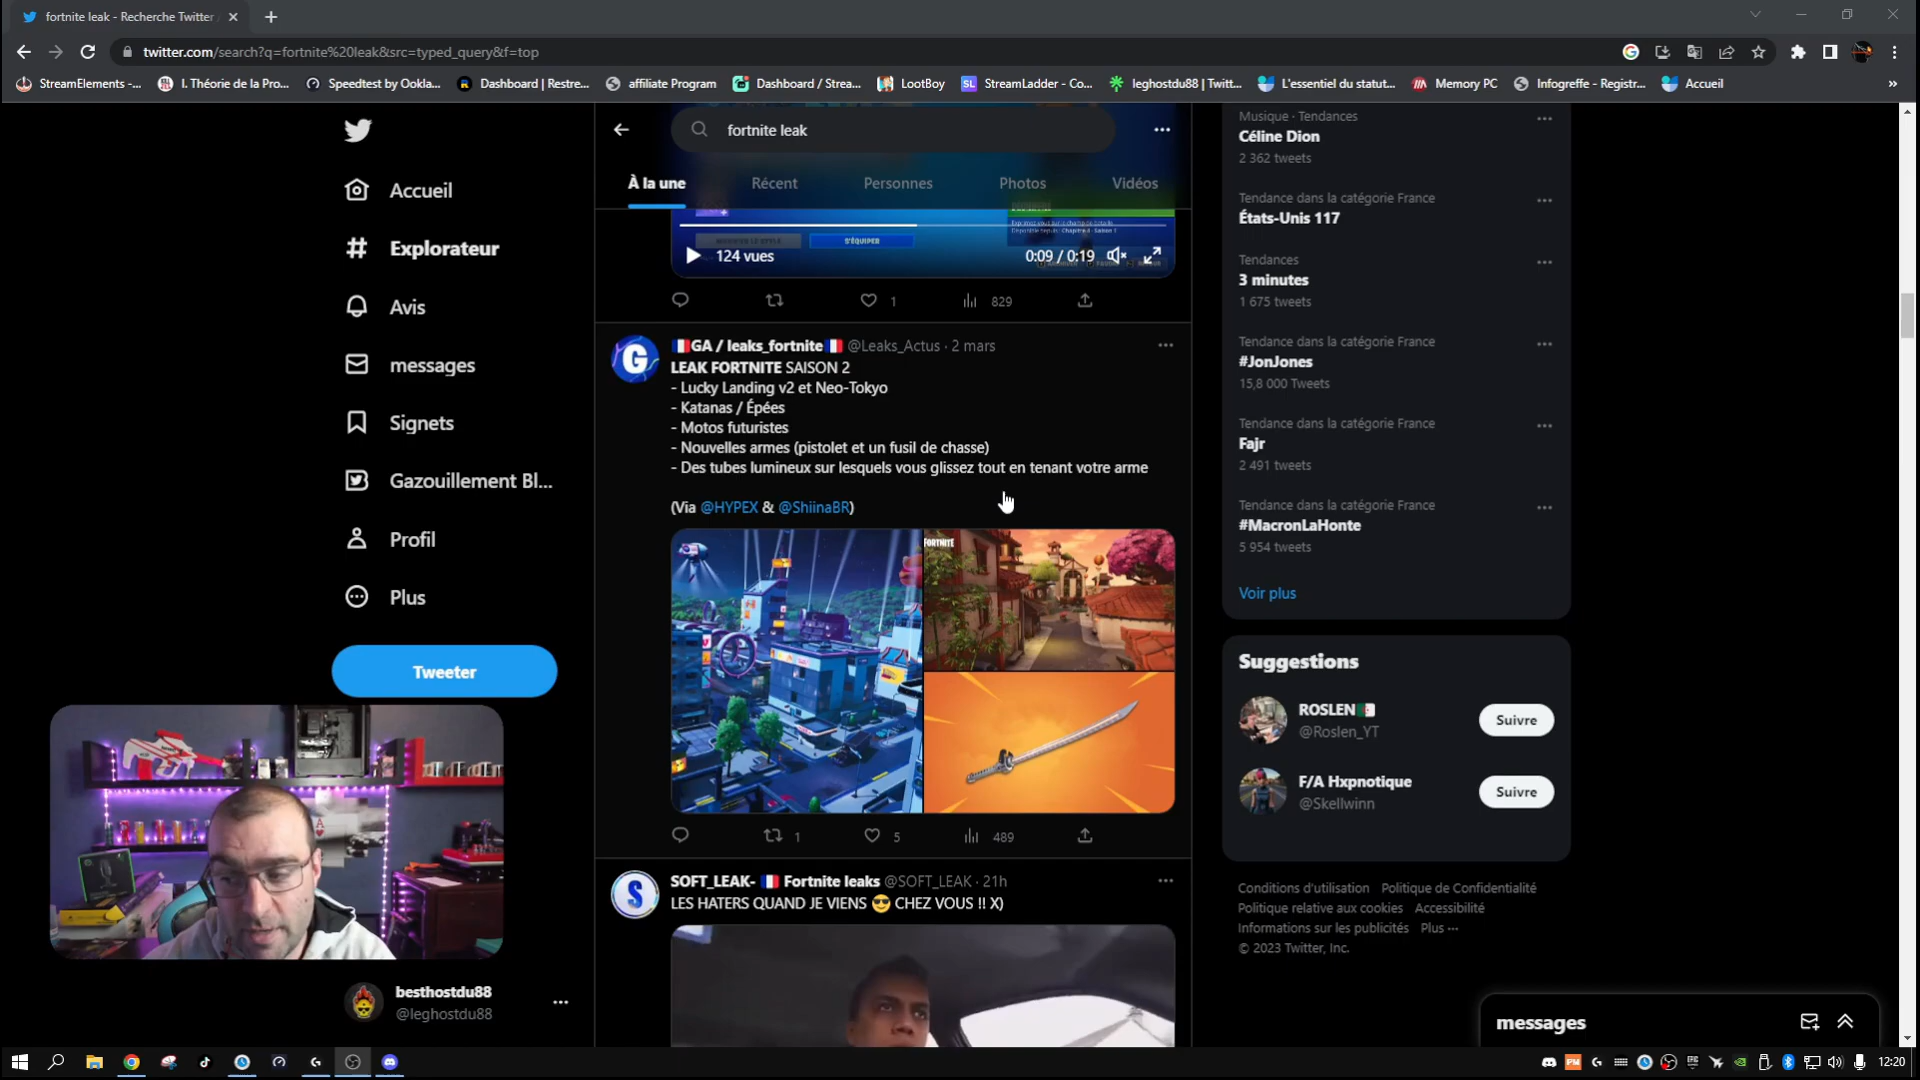 fortnite leak - Recherche Twitter
twitter.com/search?q=fortnite%20leak&src=typed_query&f=top
StreamElements -...
I. Théorie de la Pro...
Speedtest by Ookla...
Dashboard | Restre...
affiliate Program
Dashboard / Strea...
LootBoy
SL
StreamLadder - Co...
leghostdu88 | Twitt...
L'essentiel du statut...
Memory PC
Infogreffe - Registr...
Accueil
»
Accueil
Explorateur
Avis
messages
Signets
Gazouillement Bl...
Profil
Plus
Tweeter
besthostdu88
@leghostdu88
fortnite leak
À la une
Récent
Personnes
Photos
Vidéos
S'ÉQUIPER
124 vues
0:09 / 0:19
1
829
GA / leaks_fortnite @Leaks_Actus · 2 mars
LEAK FORTNITE SAISON 2
- Lucky Landing v2 et Neo-Tokyo
- Katanas / Épées
- Motos futuristes
- Nouvelles armes (pistolet et un fusil de chasse)
- Des tubes lumineux sur lesquels vous glissez tout en tenant votre arme
(Via @HYPEX & @ShiinaBR)
FORTNITE
1
5
489
SOFT_LEAK- Fortnite leaks @SOFT_LEAK · 21h
LES HATERS QUAND JE VIENS 😎 CHEZ VOUS !! X)
Musique · Tendances
Céline Dion
2 362 tweets
Tendance dans la catégorie France
États-Unis 117
Tendances
3 minutes
1 675 tweets
Tendance dans la catégorie France
#JonJones
15,8 000 Tweets
Tendance dans la catégorie France
Fajr
2 491 tweets
Tendance dans la catégorie France
#MacronLaHonte
5 954 tweets
Voir plus
Suggestions
ROSLEN
@Roslen_YT
Suivre
F/A Hxpnotique
@Skellwinn
Suivre
Conditions d'utilisation Politique de Confidentialité
Politique relative aux cookies Accessibilité
Informations sur les publicités Plus ···
© 2023 Twitter, Inc.
messages
12:20